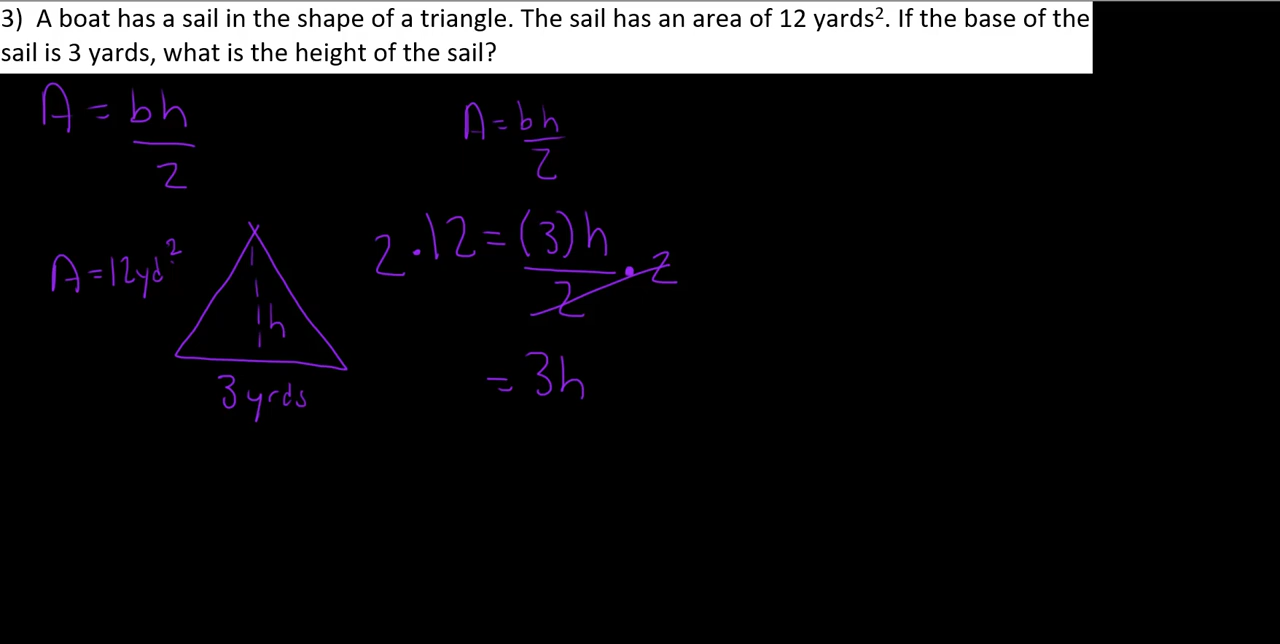 3) A boat has a sail in the shape of a triangle. The sail has an area of 12 yards². If the base of the
sail is 3 yards, what is the height of the sail?
A = bh
2
A = bh
2
A = 12yd²
h
3 yrds
2 · 12 = (3)h
2 · 2
= 3h